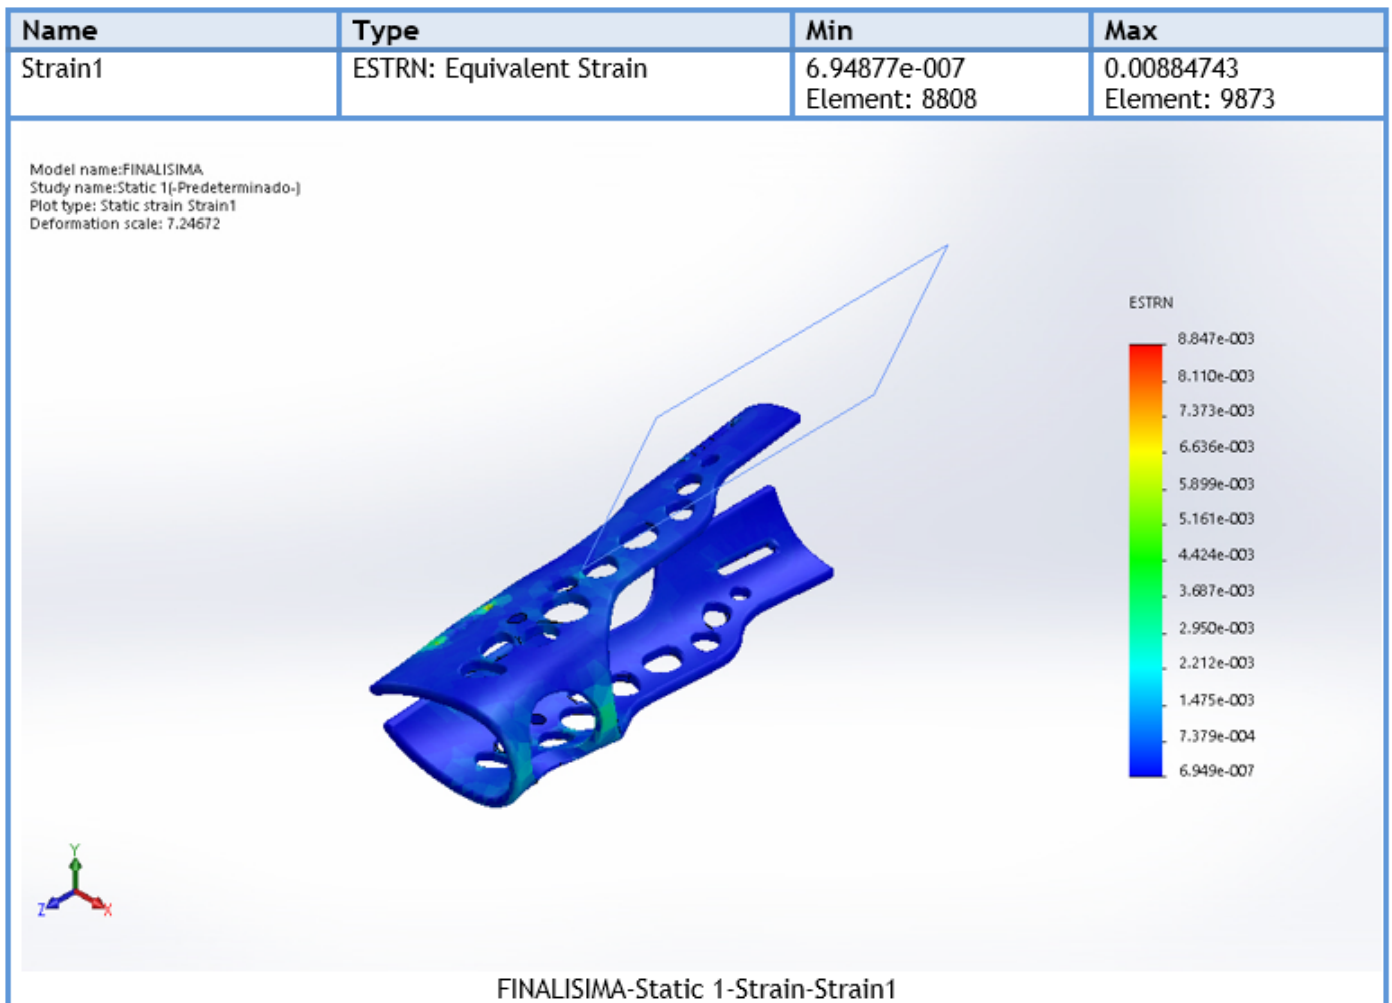 Name Type Min Max
Strain1 ESTRN: Equivalent Strain 6.94877e-007 0.00884743
Element: 8808 Element: 9873
Model name:FINALISIMA
Study name:Static 1(-Predeterminado-)
Plot type: Static strain Strain1
Deformation scale: 7.24672
ESTRN
8.847e-003
8.110e-003
7.373e-003
6.636e-003
5.899e-003
5.161e-003
4.424e-003
3.687e-003
2.950e-003
2.212e-003
1.475e-003
7.379e-004
6.949e-007
Y
Z X
FINALISIMA-Static 1-Strain-Strain1